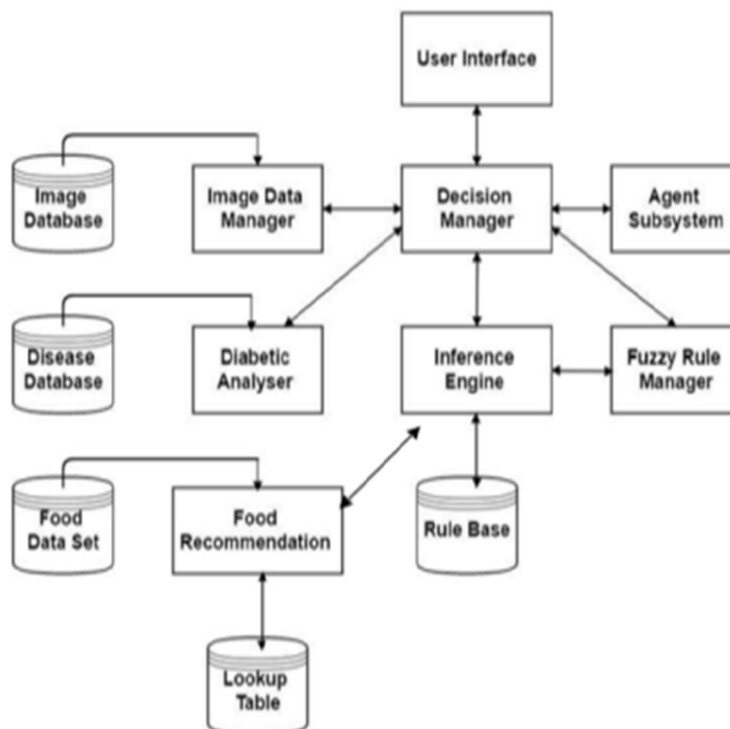 User Interface
Image
Database
Image Data
Manager
Decision
Manager
Agent
Subsystem
Disease
Database
Diabetic
Analyser
Inference
Engine
Fuzzy Rule
Manager
Food
Data Set
Food
Recommendation
Rule Base
Lookup
Table